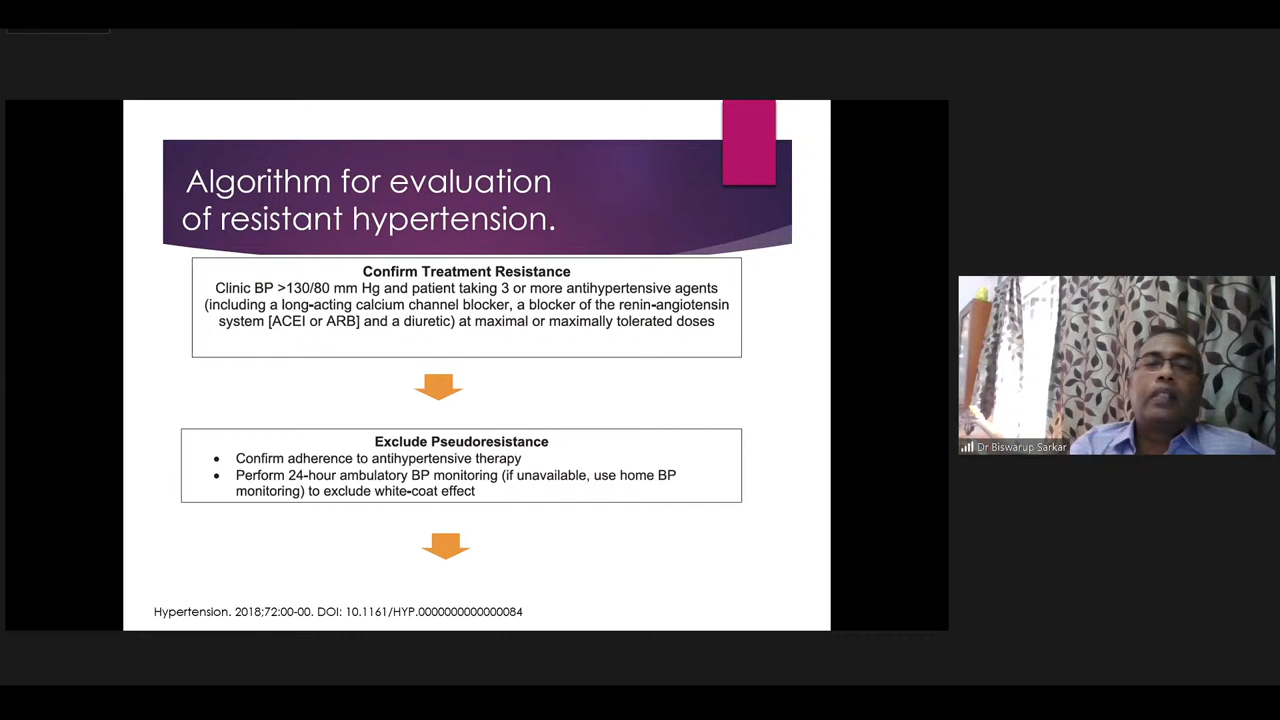 Algorithm for evaluation
of resistant hypertension.
Confirm Treatment Resistance
Clinic BP >130/80 mm Hg and patient taking 3 or more antihypertensive agents
(including a long-acting calcium channel blocker, a blocker of the renin-angiotensin
system [ACEI or ARB] and a diuretic) at maximal or maximally tolerated doses
Exclude Pseudoresistance
• Confirm adherence to antihypertensive therapy
• Perform 24-hour ambulatory BP monitoring (if unavailable, use home BP
monitoring) to exclude white-coat effect
Hypertension. 2018;72:00-00. DOI: 10.1161/HYP.0000000000000084
Dr Biswarup Sarkar